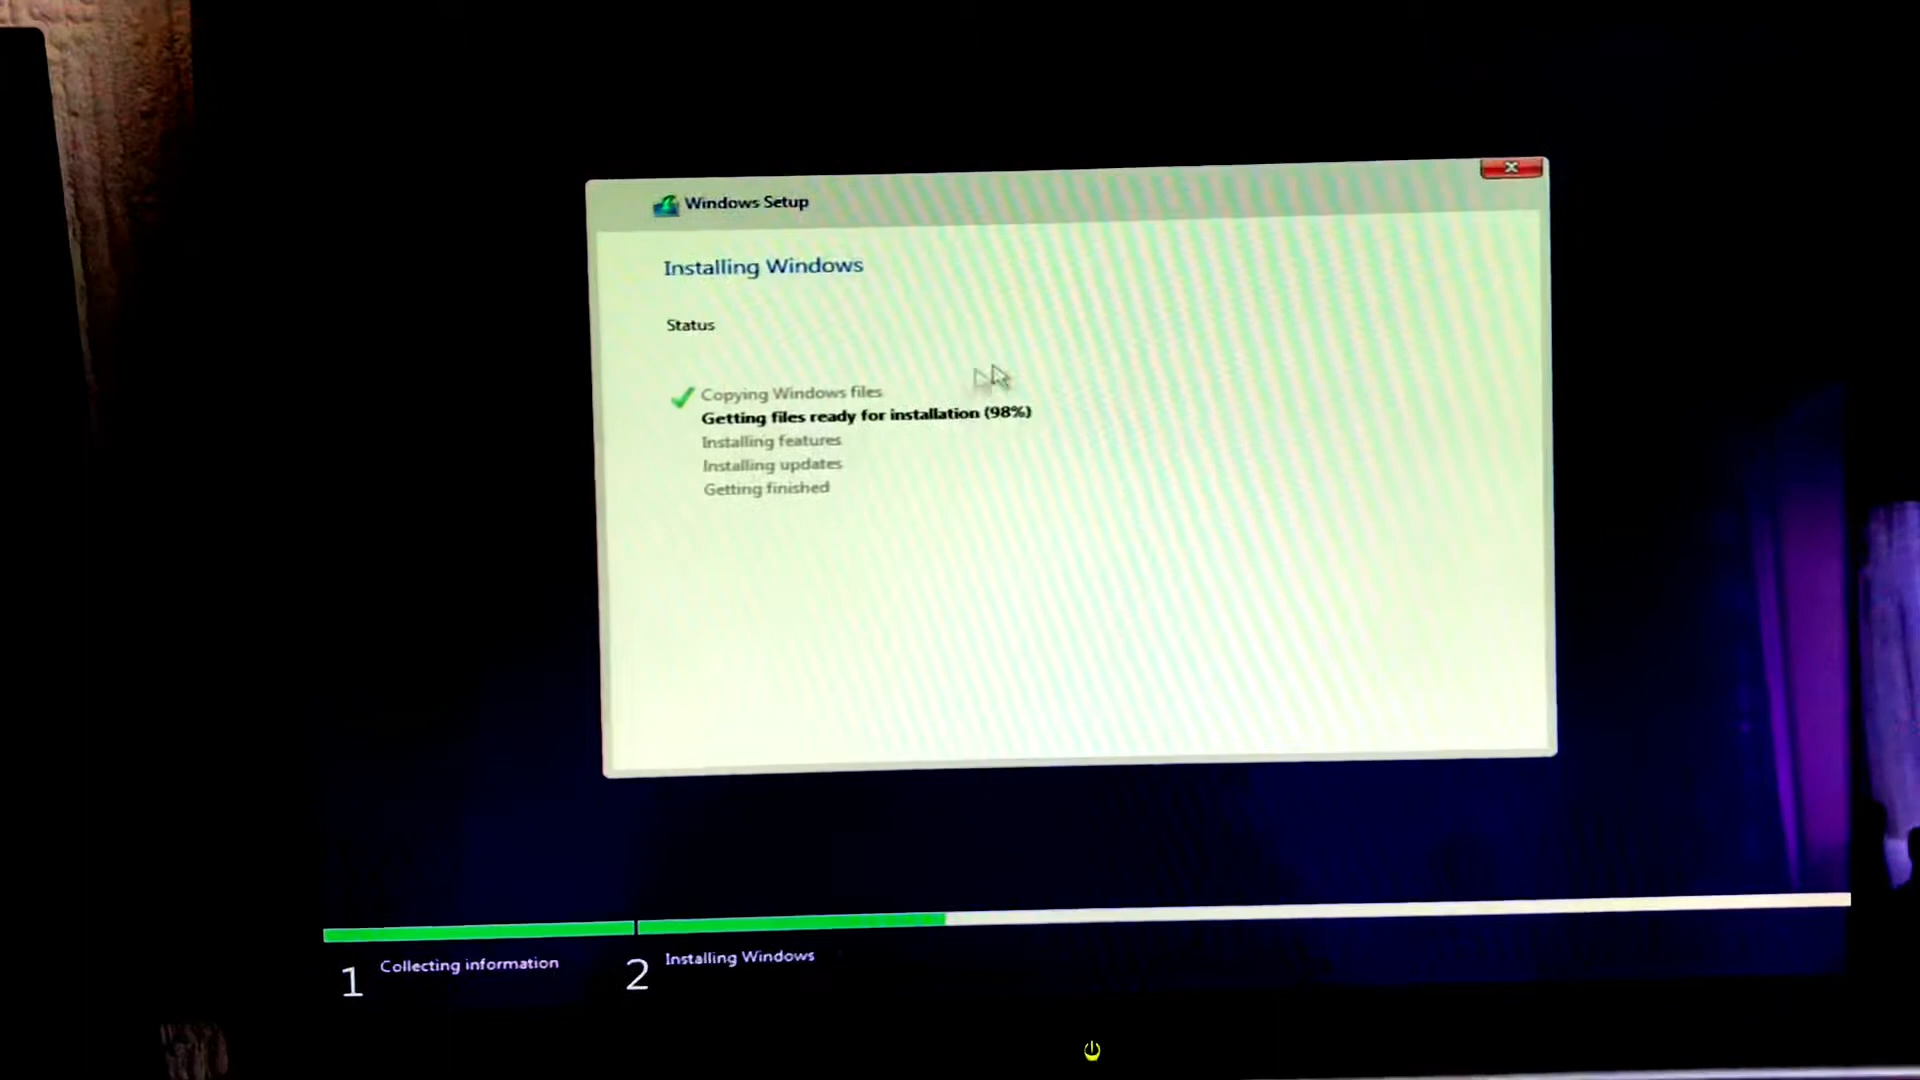 Windows Setup
Installing Windows
Status
Copying Windows files
Getting files ready for installation (98%)
Installing features
Installing updates
Getting finished
1 Collecting information
2 Installing Windows